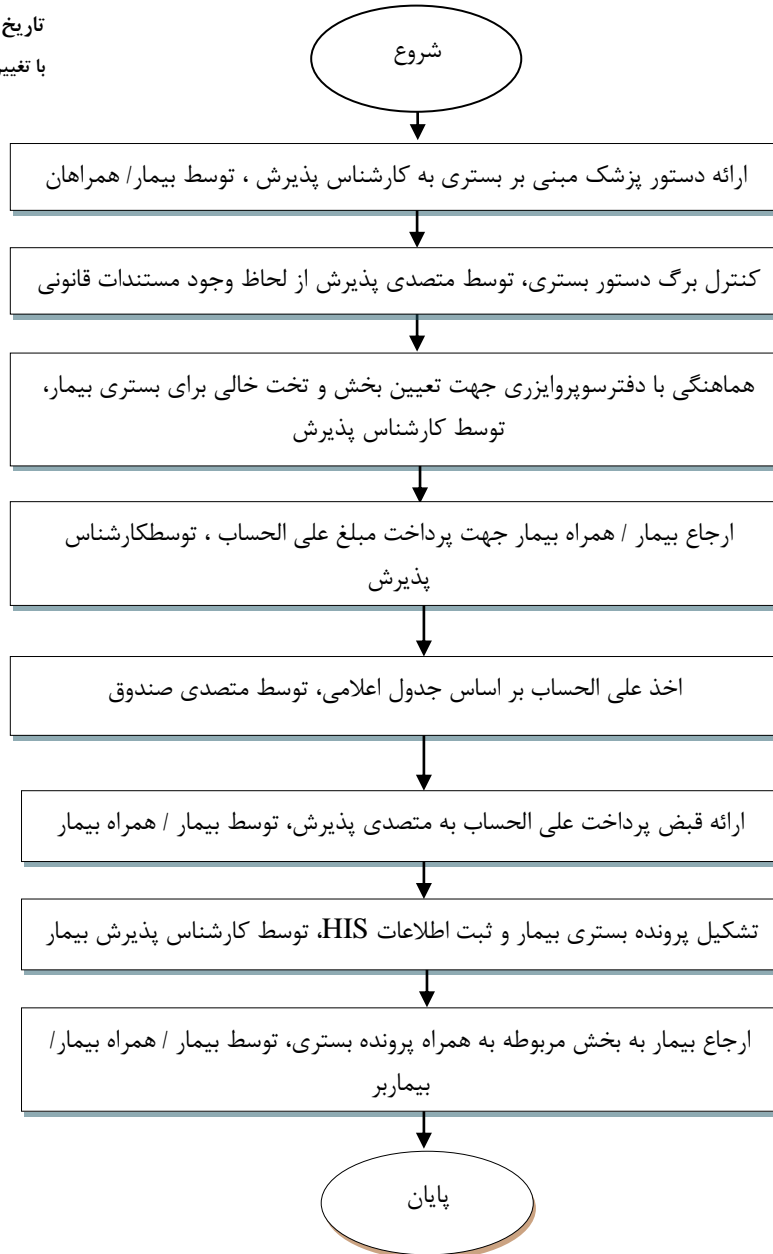 تاریخ
با تغییر
شروع
ارائه دستور پزشک مبنی بر بستری به کارشناس پذیرش ، توسط بیمار/ همراهان
کنترل برگ دستور بستری، توسط متصدی پذیرش از لحاظ وجود مستندات قانونی
هماهنگی با دفترسوپروایزری جهت تعیین بخش و تخت خالی برای بستری بیمار،
توسط کارشناس پذیرش
ارجاع بیمار / همراه بیمار جهت پرداخت مبلغ علی الحساب ، توسطکارشناس
پذیرش
اخذ علی الحساب بر اساس جدول اعلامی، توسط متصدی صندوق
ارائه قبض پرداخت علی الحساب به متصدی پذیرش، توسط بیمار / همراه بیمار
تشکیل پرونده بستری بیمار و ثبت اطلاعات HIS، توسط کارشناس پذیرش بیمار
ارجاع بیمار به بخش مربوطه به همراه پرونده بستری، توسط بیمار / همراه بیمار/
بیماربر
پایان